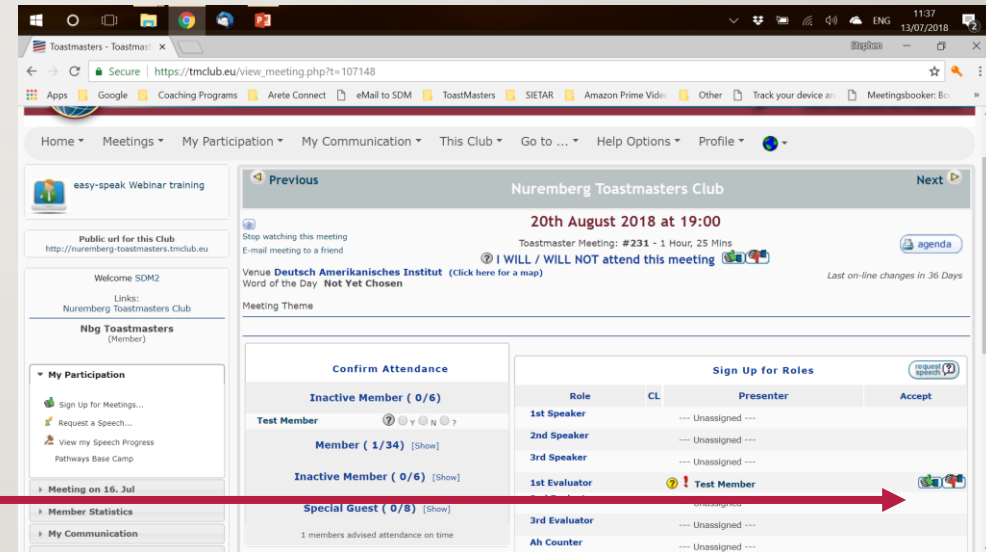 ENG
11:37
13/07/2018
2
Toastmasters - Toastmast
Stephen
Secure | https://tmclub.eu/view_meeting.php?t=107148
Apps Google Coaching Programs Arete Connect eMail to SDM ToastMasters SIETAR Amazon Prime Video Other Track your device an Meetingsbooker: Bo
Home Meetings My Participation My Communication This Club Go to ... Help Options Profile
easy-speak Webinar training
Public url for this Club
http://nuremberg-toastmasters.tmclub.eu
Welcome SDM2
Links:
Nuremberg Toastmasters Club
Nbg Toastmasters
(Member)
My Participation
Sign Up for Meetings...
Request a Speech...
View my Speech Progress
Pathways Base Camp
Meeting on 16. Jul
Member Statistics
My Communication
Previous
Nuremberg Toastmasters Club
Next
20th August 2018 at 19:00
Stop watching this meeting
E-mail meeting to a friend
Toastmaster Meeting: #231 - 1 Hour, 25 Mins
agenda
I WILL / WILL NOT attend this meeting
Venue Deutsch Amerikanisches Institut (Click here for a map)
Last on-line changes in 36 Days
Word of the Day Not Yet Chosen
Meeting Theme
Confirm Attendance
Inactive Member ( 0/6)
Test Member ? Y N ?
Member ( 1/34) [Show]
Inactive Member ( 0/6) [Show]
Special Guest ( 0/8) [Show]
1 members advised attendance on time
Sign Up for Roles
request speech
Role CL Presenter Accept
1st Speaker --- Unassigned ---
2nd Speaker --- Unassigned ---
3rd Speaker --- Unassigned ---
1st Evaluator ? ! Test Member
3rd Evaluator --- Unassigned ---
Ah Counter --- Unassigned ---